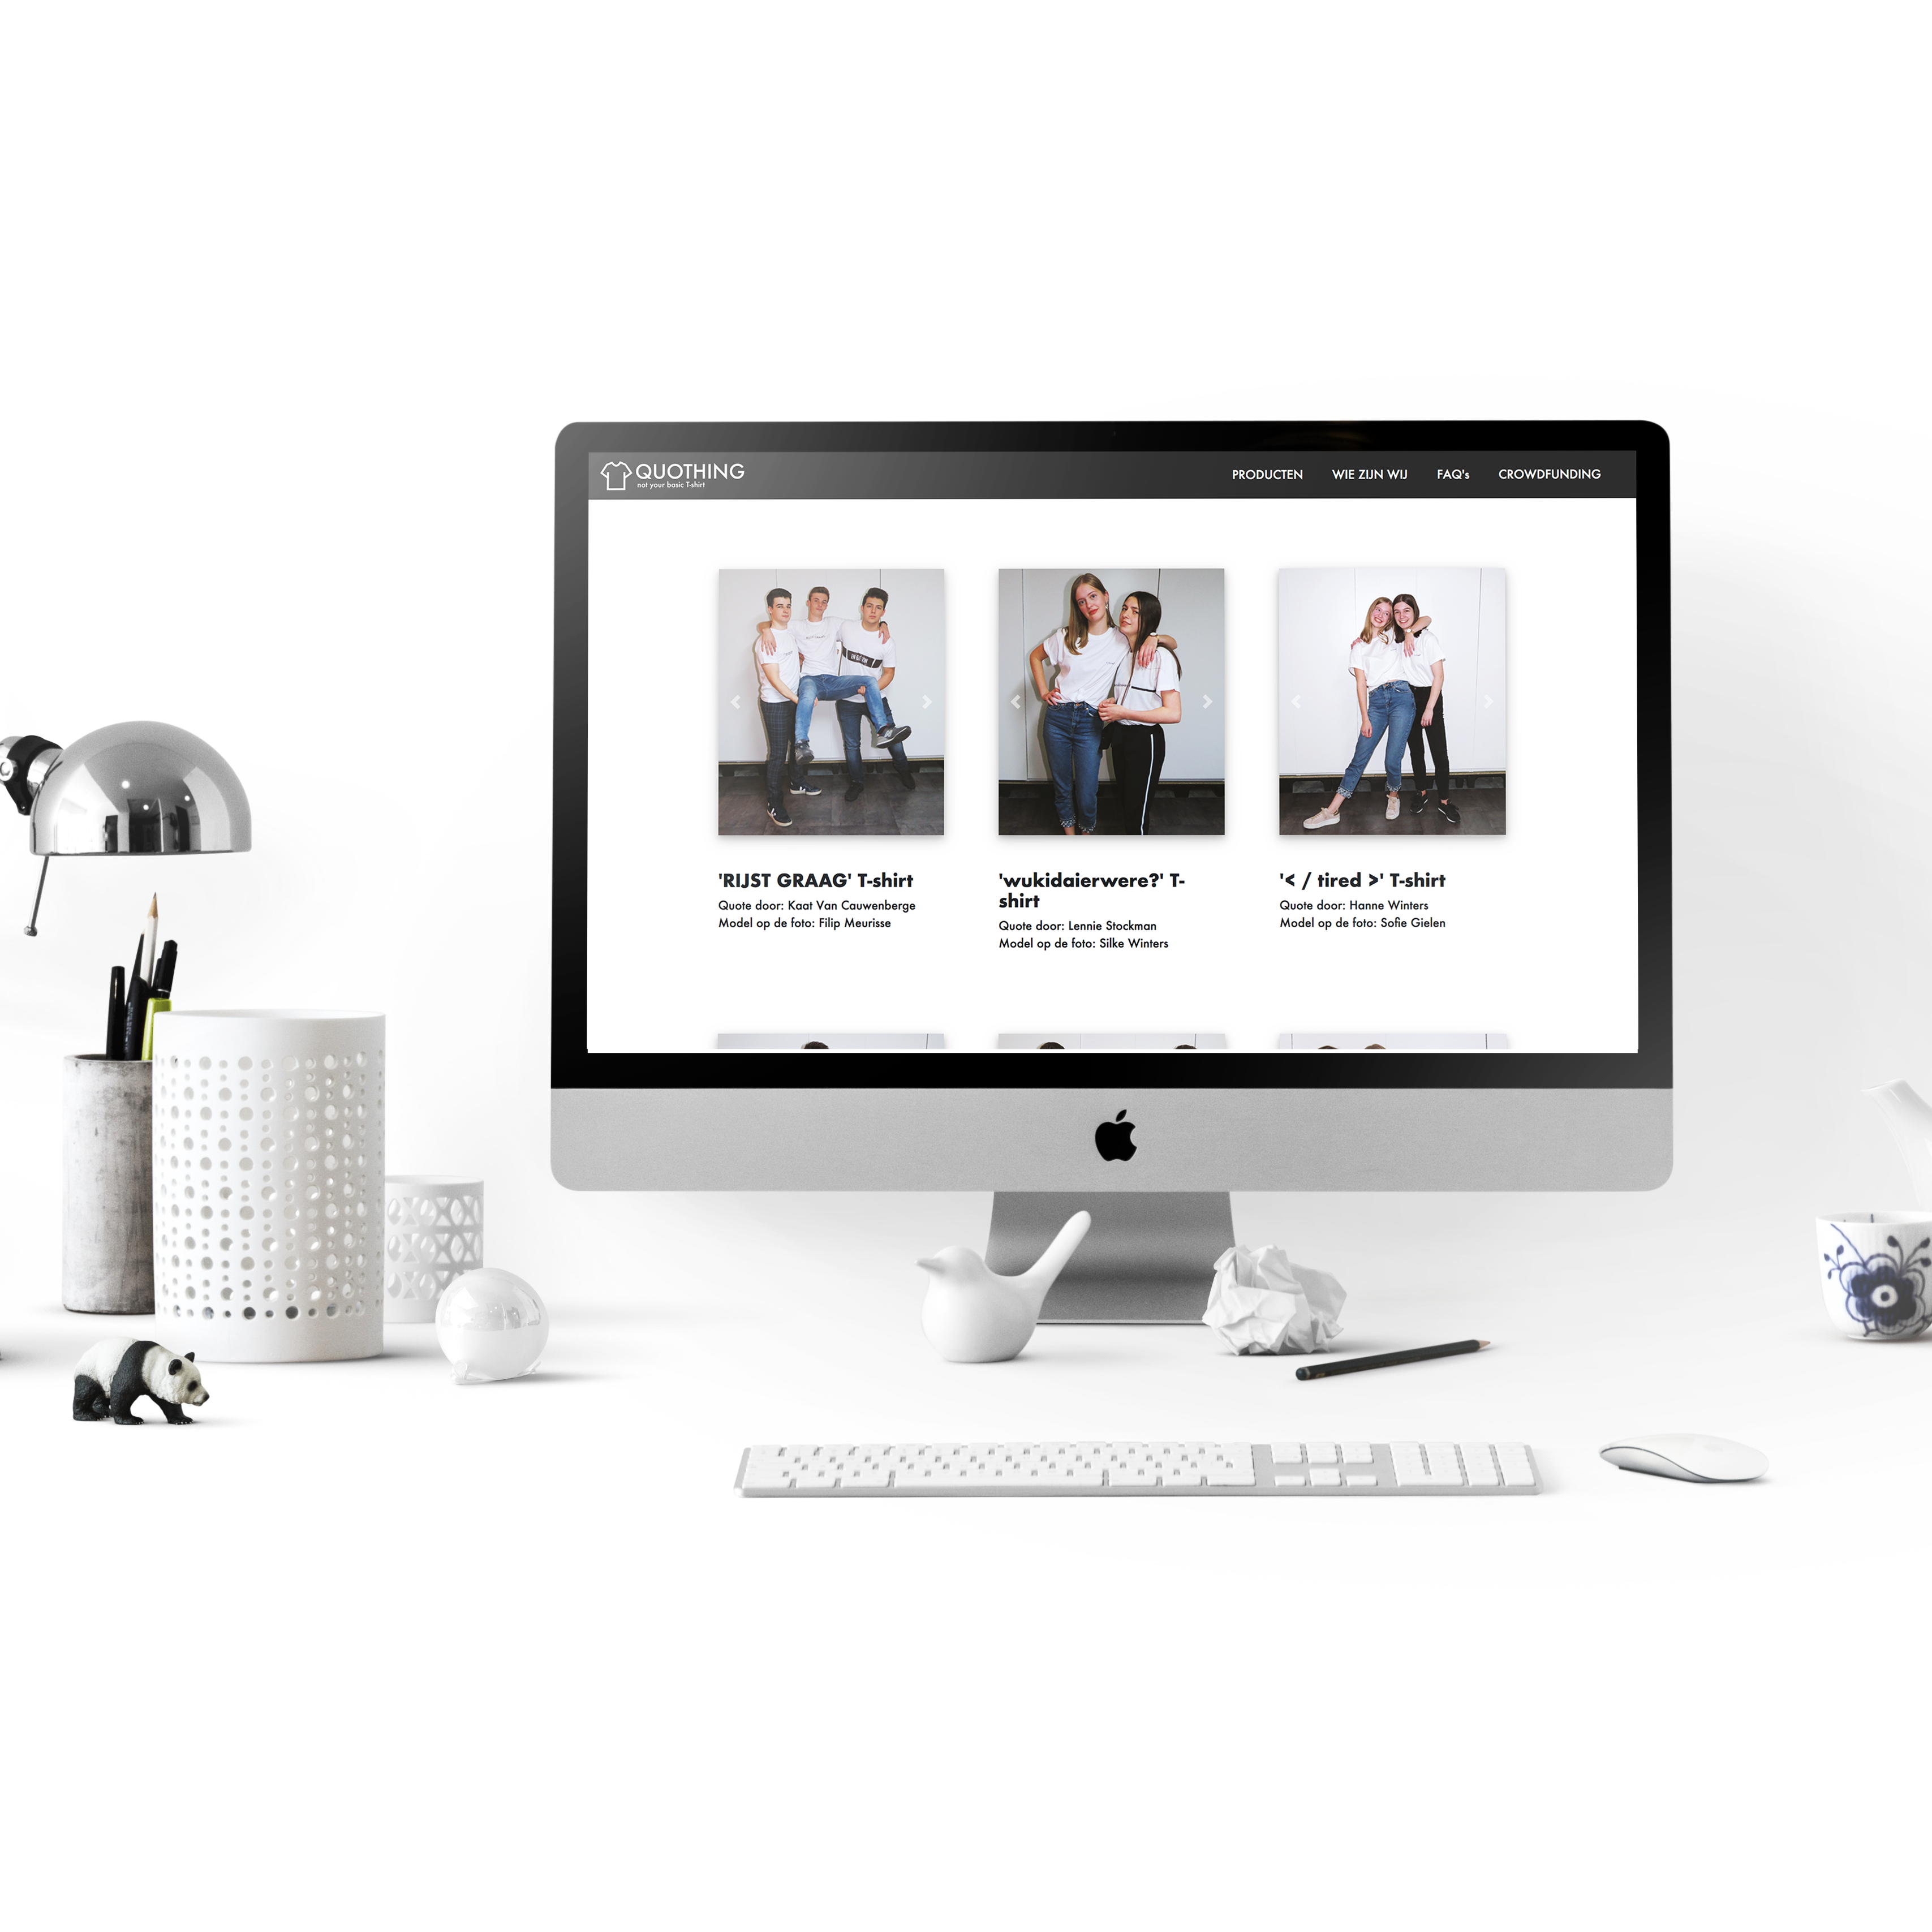 QUOTHING
not your basic T-shirt
PRODUCTEN WIE ZIJN WIJ FAQ's CROWDFUNDING
'RIJST GRAAG' T-shirt
Quote door: Kaat Van Cauwenberge
Model op de foto: Filip Meurisse
'wukidaierwere?' T-
shirt
Quote door: Lennie Stockman
Model op de foto: Silke Winters
'< / tired >' T-shirt
Quote door: Hanne Winters
Model op de foto: Sofie Gielen